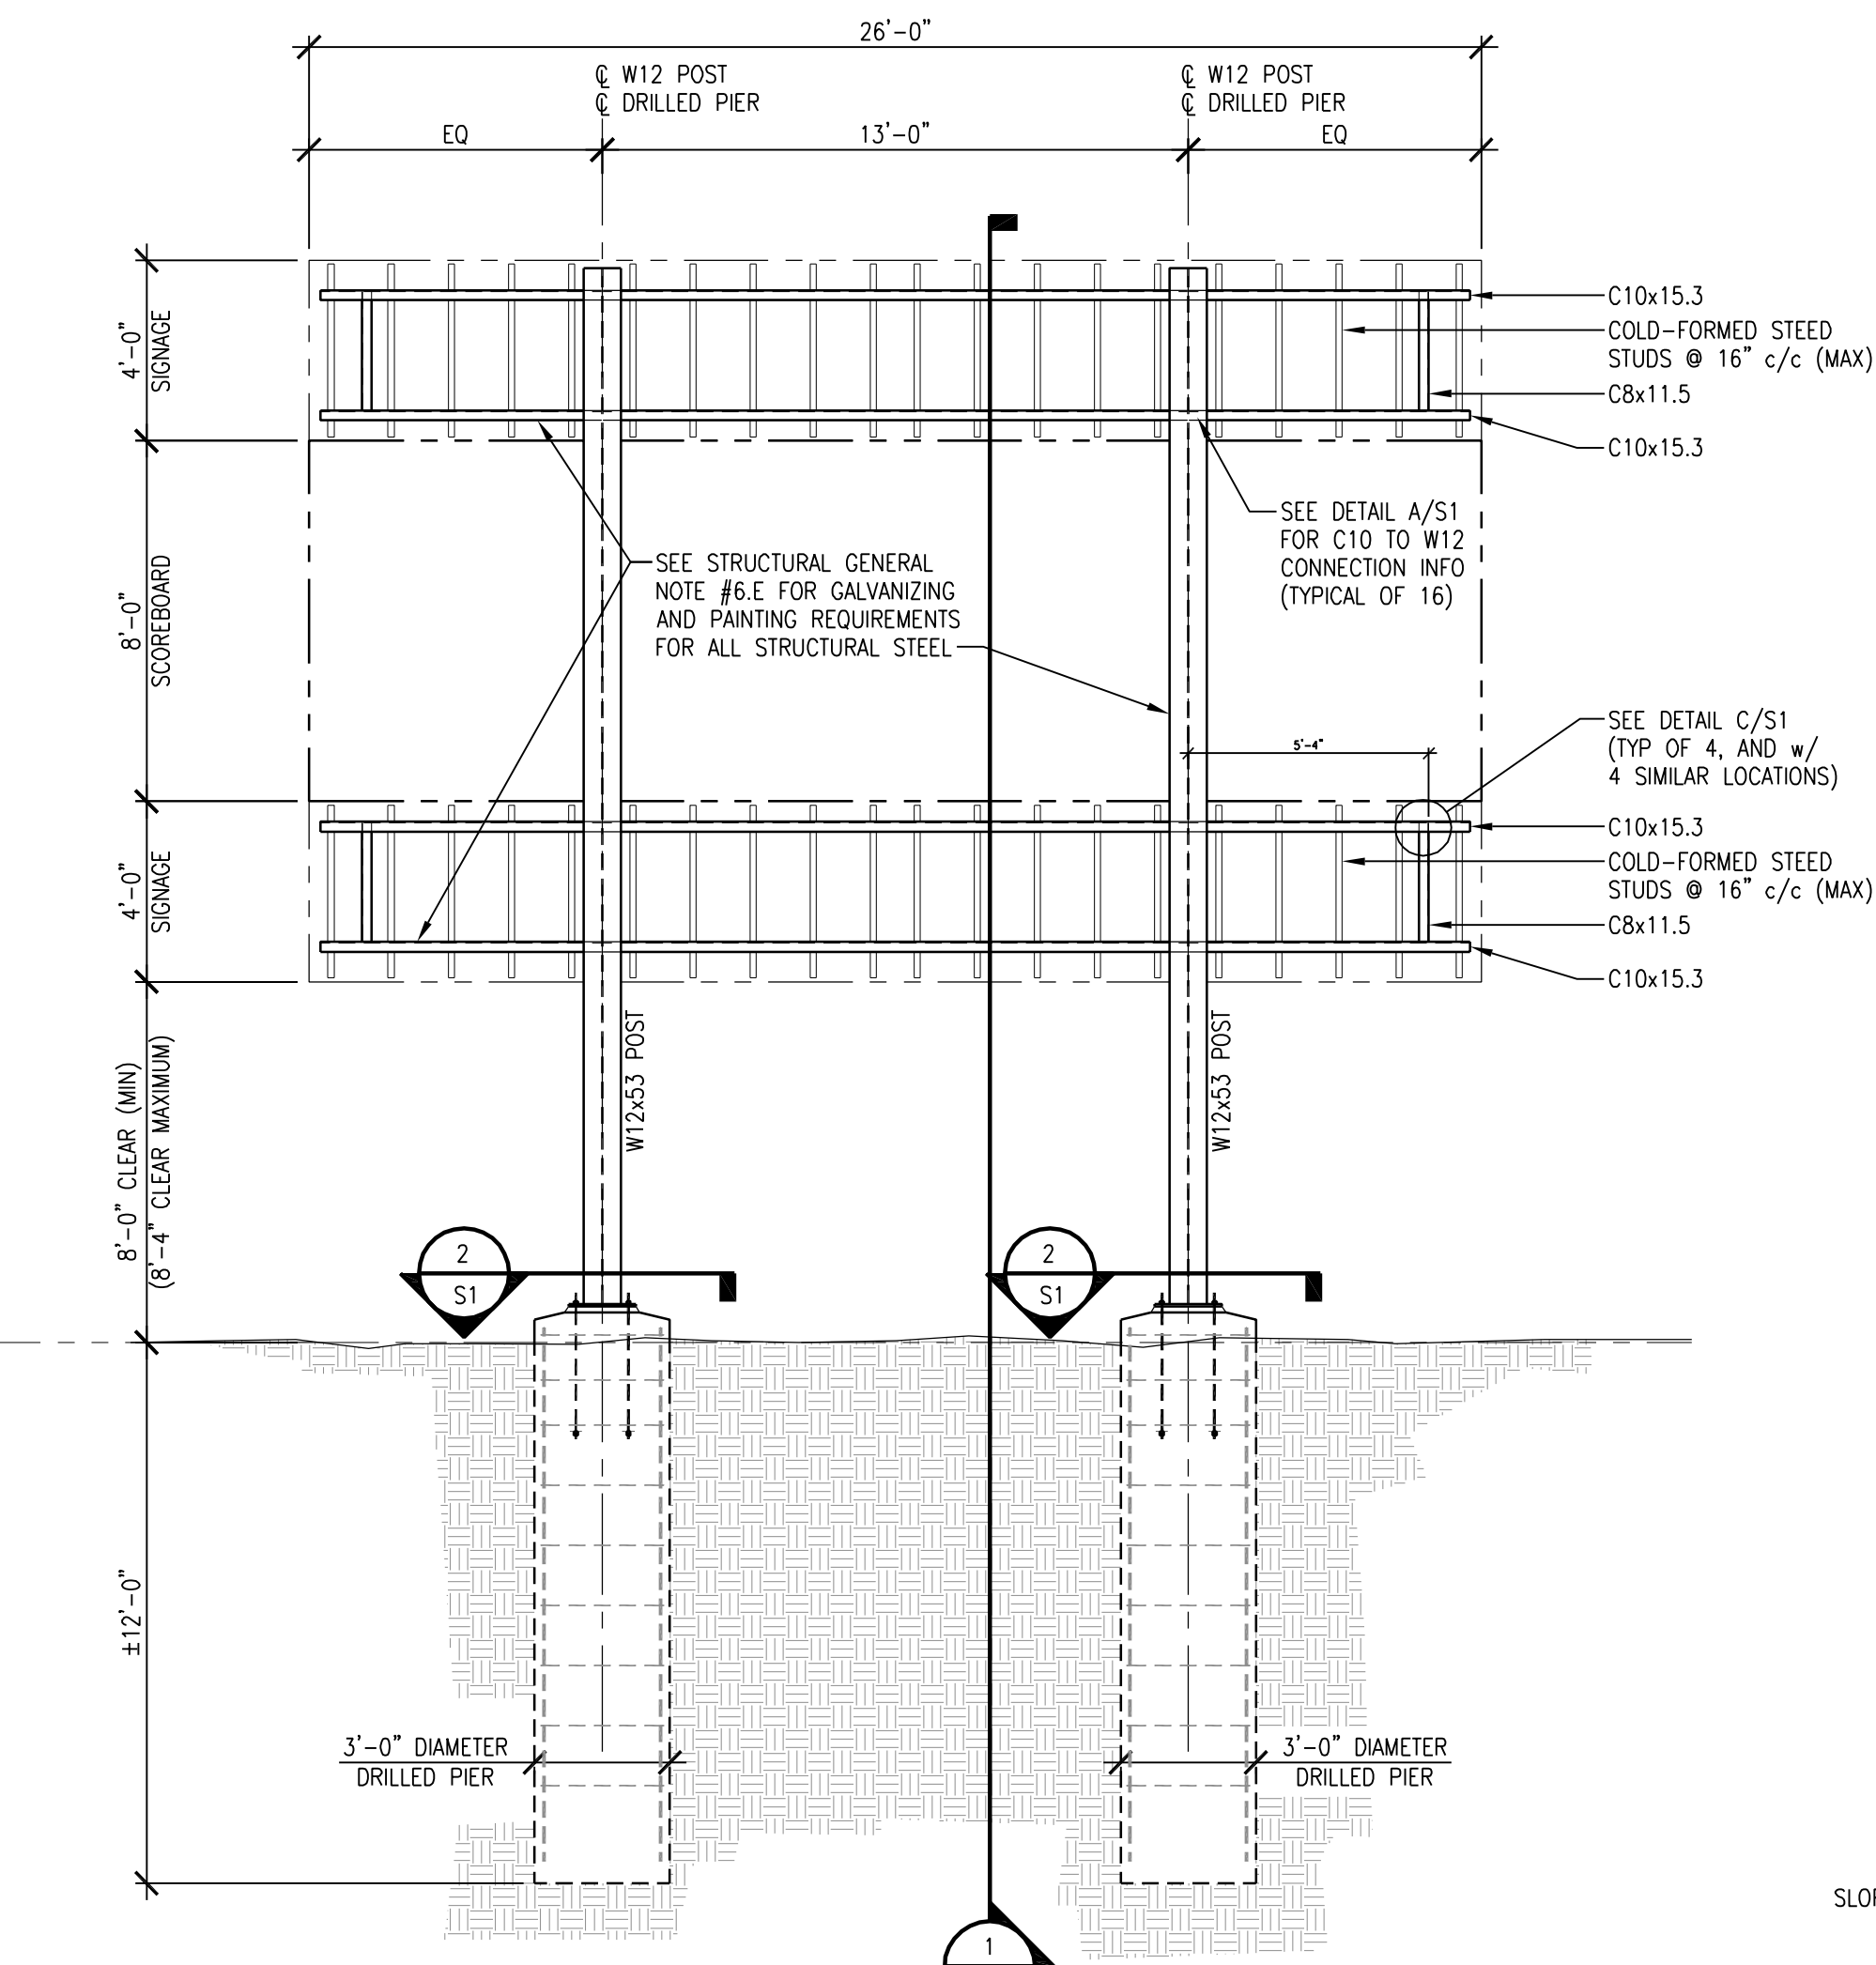 26'-0"
℄ W12 POST
℄ DRILLED PIER
℄ W12 POST
℄ DRILLED PIER
EQ
13'-0"
EQ
4'-0"
SIGNAGE
C10x15.3
COLD-FORMED STEED
STUDS @ 16" c/c (MAX)
C8x11.5
C10x15.3
SEE DETAIL A/S1
FOR C10 TO W12
CONNECTION INFO
(TYPICAL OF 16)
8'-0"
SCOREBOARD
SEE STRUCTURAL GENERAL
NOTE #6.E FOR GALVANIZING
AND PAINTING REQUIREMENTS
FOR ALL STRUCTURAL STEEL
5'-4"
SEE DETAIL C/S1
(TYP OF 4, AND w/
4 SIMILAR LOCATIONS)
4'-0"
SIGNAGE
C10x15.3
COLD-FORMED STEED
STUDS @ 16" c/c (MAX)
C8x11.5
C10x15.3
8'-0" CLEAR (MIN)
(8'-4" CLEAR MAXIMUM)
W12x53 POST
W12x53 POST
2
S1
2
S1
±12'-0"
3'-0" DIAMETER
DRILLED PIER
3'-0" DIAMETER
DRILLED PIER
1